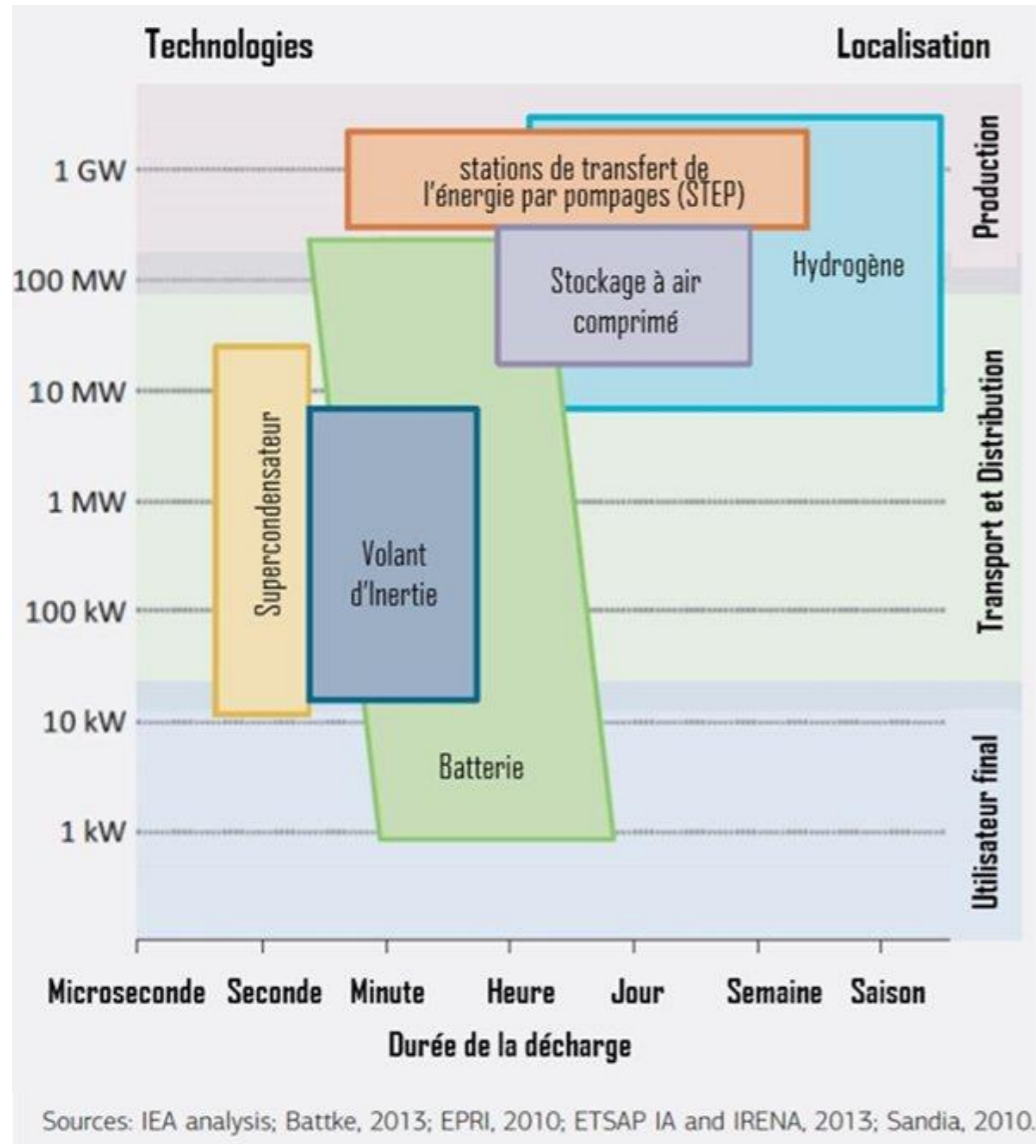 Technologies
Localisation
1 GW
100 MW
10 MW
1 MW
100 kW
10 kW
1 kW
stations de transfert de
l'énergie par pompages (STEP)
Hydrogène
Stockage à air
comprimé
Supercondensateur
Volant
d'Inertie
Batterie
Production
Transport et Distribution
Utilisateur final
Microseconde
Seconde
Minute
Heure
Jour
Semaine
Saison
Durée de la décharge
Sources: IEA analysis; Battke, 2013; EPRI, 2010; ETSAP IA and IRENA, 2013; Sandia, 2010.